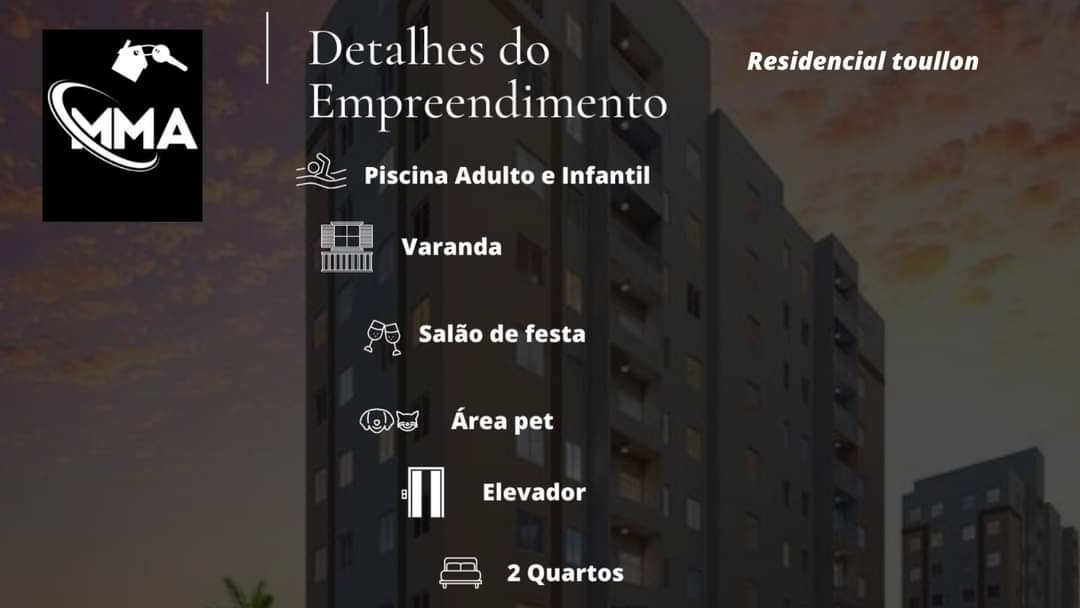 MMA
Detalhes do
Empreendimento
Residencial toullon
Piscina Adulto e Infantil
Varanda
Salão de festa
Área pet
Elevador
2 Quartos